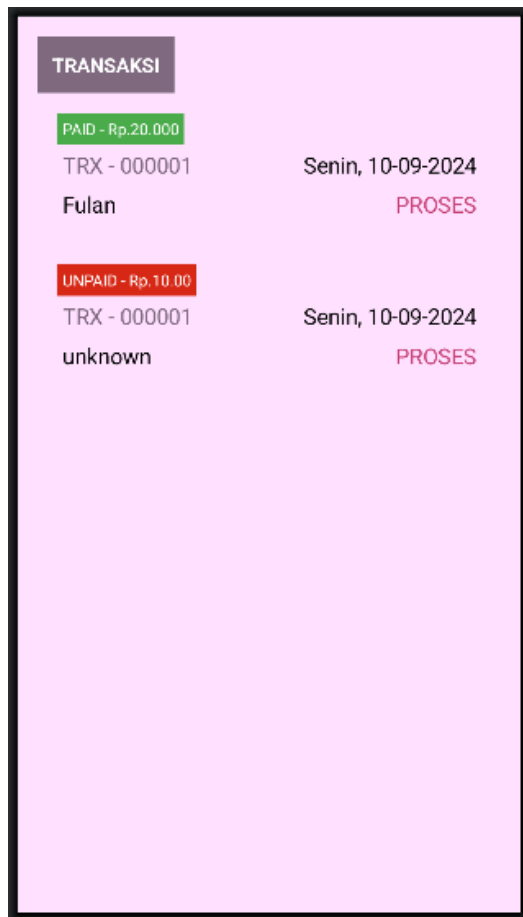 TRANSAKSI
PAID - Rp.20.000
TRX - 000001 Senin, 10-09-2024
Fulan PROSES
UNPAID - Rp.10.00
TRX - 000001 Senin, 10-09-2024
unknown PROSES